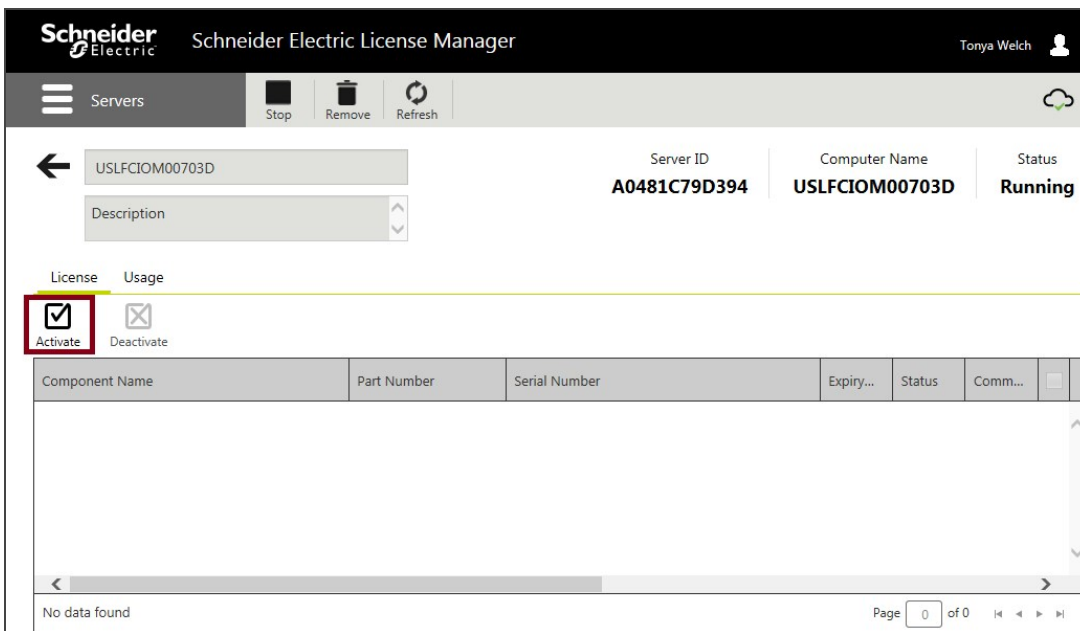 Schneider Electric
Schneider Electric License Manager
Tonya Welch
Servers
Stop
Remove
Refresh
USLFCIOM00703D
Description
Server ID
A0481C79D394
Computer Name
USLFCIOM00703D
Status
Running
License
Usage
Activate
Deactivate
Component Name
Part Number
Serial Number
Expiry...
Status
Comm...
No data found
Page 0 of 0